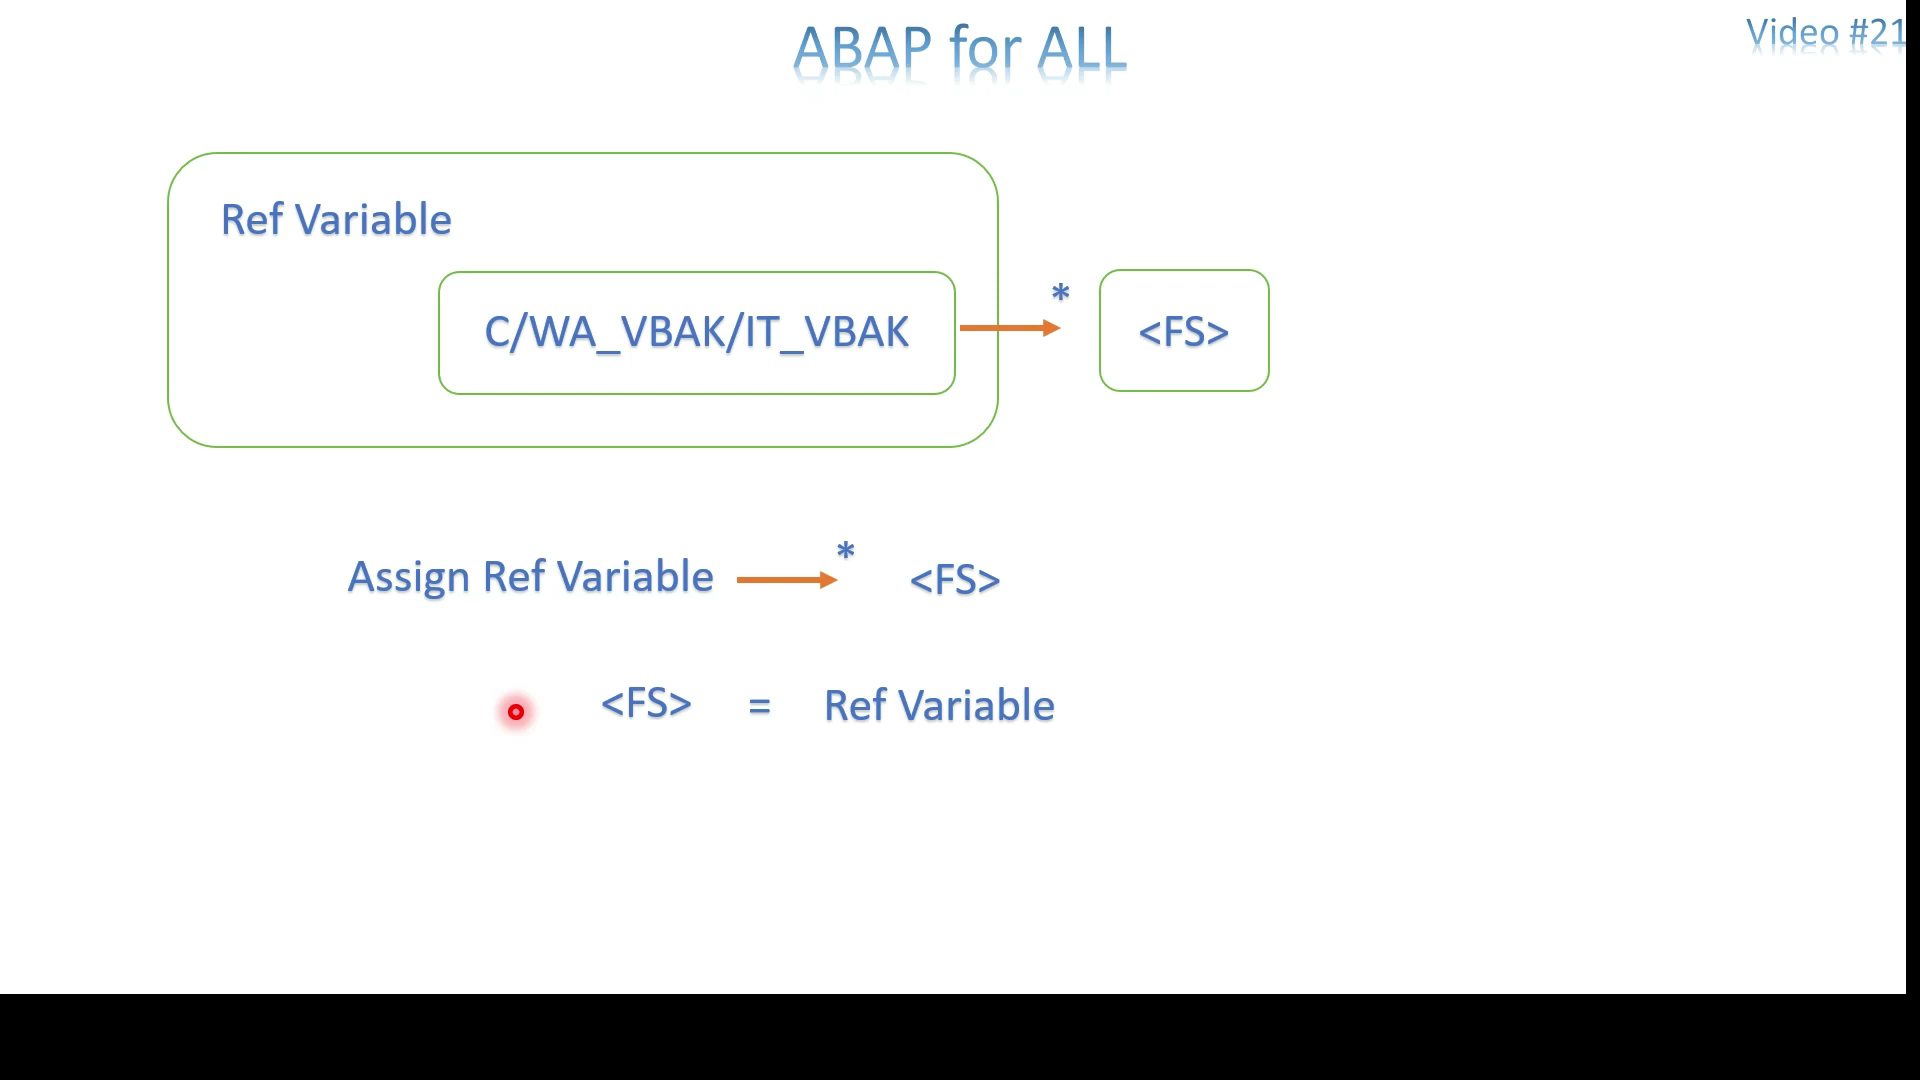 ABAP for ALL
Video #21
Ref Variable
C/WA_VBAK/IT_VBAK
*
<FS>
Assign Ref Variable * <FS>
<FS> = Ref Variable